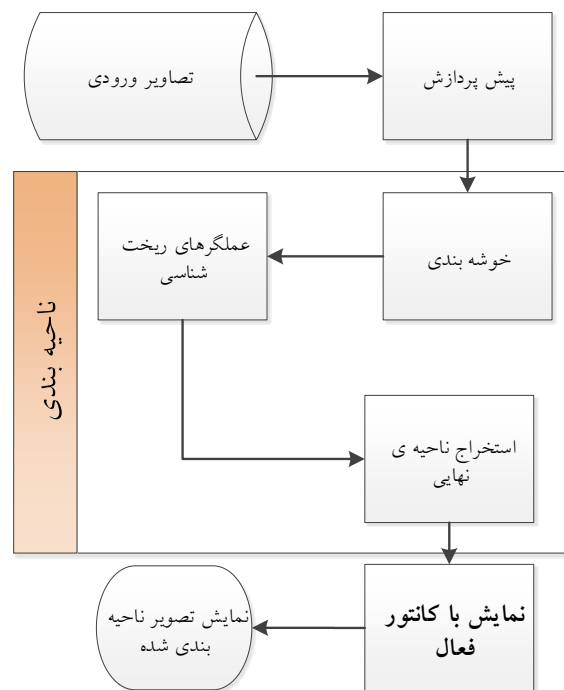 تصاویر ورودی
پیش پردازش
ناحیه بندی
خوشه بندی
عملگرهای ریخت
شناسی
استخراج ناحیه ی
نهایی
نمایش با کانتور
فعال
نمایش تصویر ناحیه
بندی شده